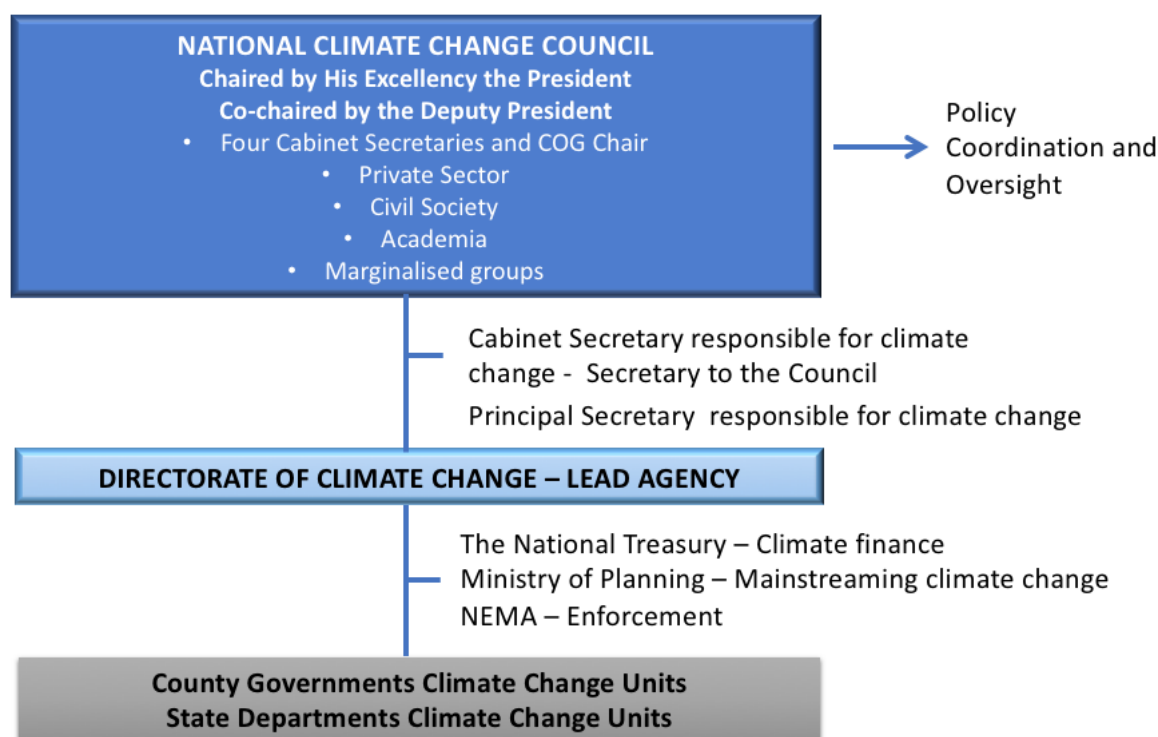 NATIONAL CLIMATE CHANGE COUNCIL
Chaired by His Excellency the President
Co-chaired by the Deputy President
• Four Cabinet Secretaries and COG Chair
• Private Sector
• Civil Society
• Academia
• Marginalised groups
Policy
Coordination and
Oversight
Cabinet Secretary responsible for climate
change - Secretary to the Council
Principal Secretary responsible for climate change
DIRECTORATE OF CLIMATE CHANGE – LEAD AGENCY
The National Treasury – Climate finance
Ministry of Planning – Mainstreaming climate change
NEMA – Enforcement
County Governments Climate Change Units
State Departments Climate Change Units